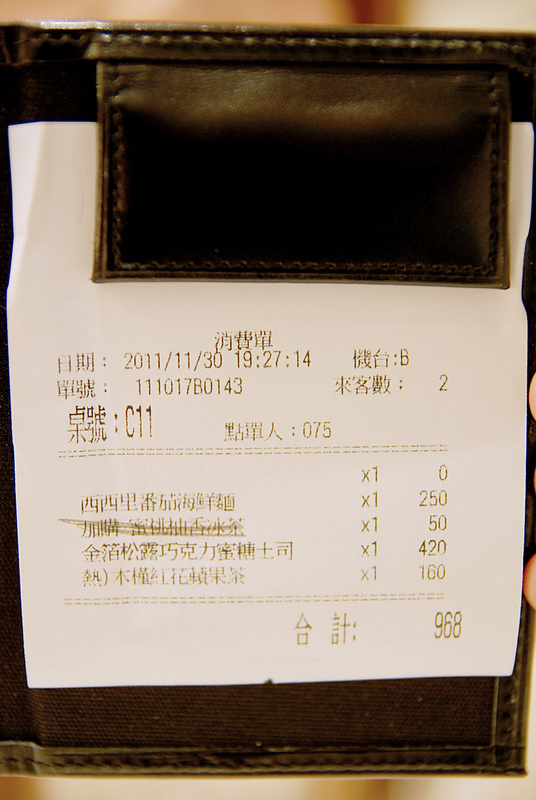 消費單
日期： 2011/11/30 19:27:14 機台:B
單號： 111017B0143 來客數： 2
桌號：C11 點單人：075
x1 0
西西里番茄海鮮麵 x1 250
加購-蜜桃柚香冰茶 x1 50
金箔松露巧克力蜜糖土司 x1 420
熱)木槿紅花蘋果茶 x1 160
合 計: 968